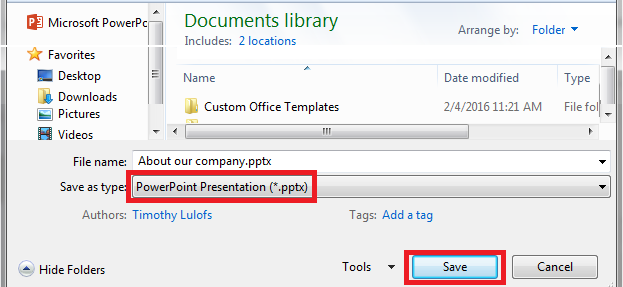 Microsoft PowerPo
Documents library
Includes: 2 locations
Arrange by: Folder
Favorites
Desktop
Downloads
Pictures
Videos
Name Date modified Type
Custom Office Templates 2/4/2016 11:21 AM File fol
File name: About our company.pptx
Save as type: PowerPoint Presentation (*.pptx)
Authors: Timothy Lulofs Tags: Add a tag
Hide Folders Tools Save Cancel